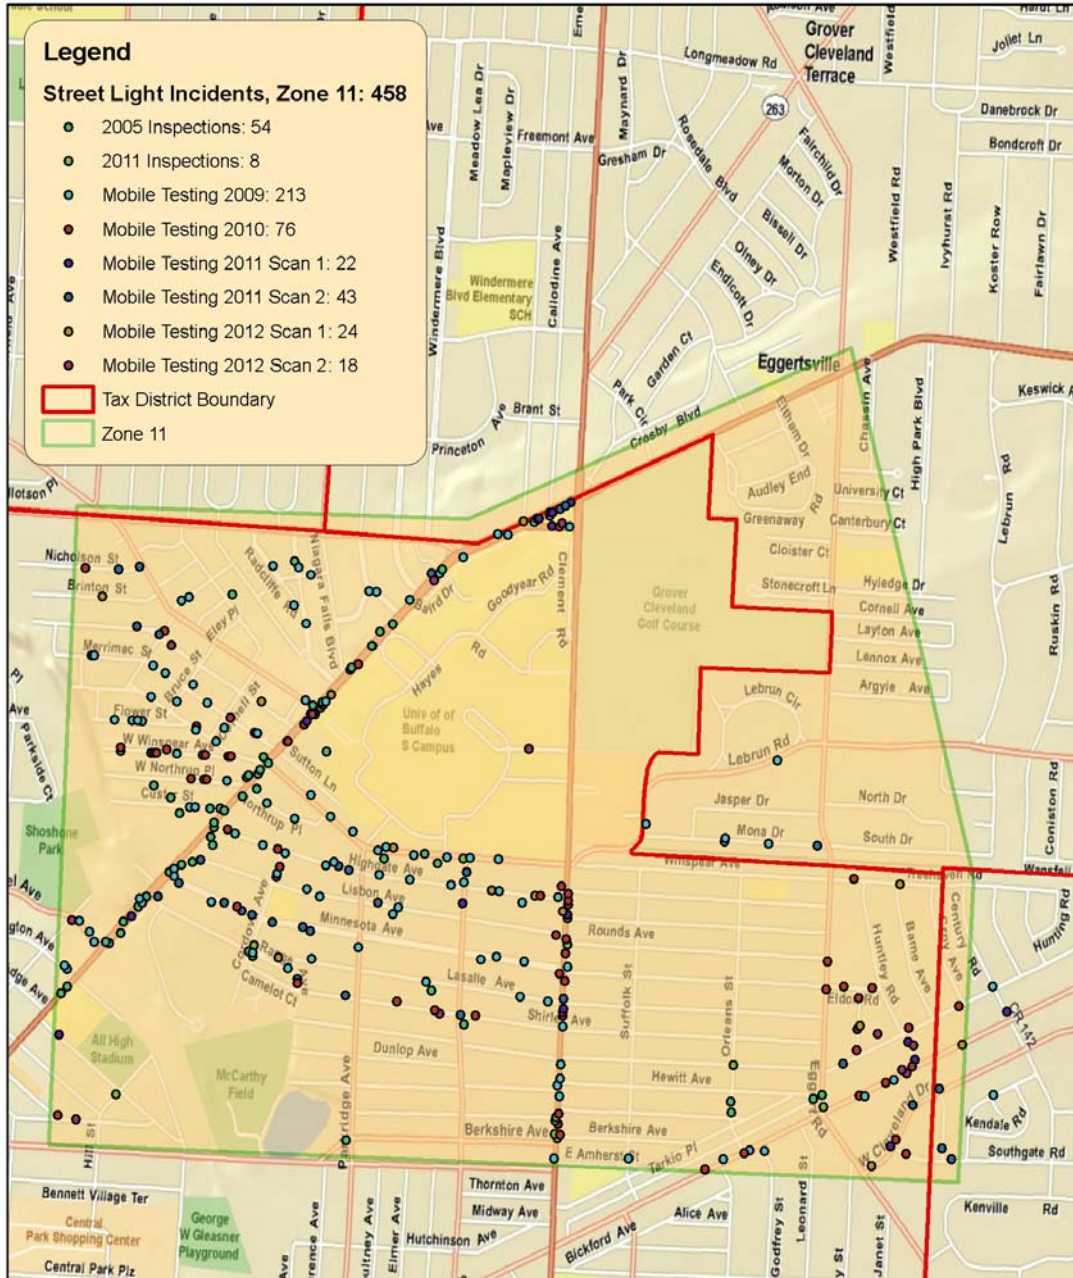 Legend
Street Light Incidents, Zone 11: 458
2005 Inspections: 54
2011 Inspections: 8
Mobile Testing 2009: 213
Mobile Testing 2010: 76
Mobile Testing 2011 Scan 1: 22
Mobile Testing 2011 Scan 2: 43
Mobile Testing 2012 Scan 1: 24
Mobile Testing 2012 Scan 2: 18
Tax District Boundary
Zone 11
Grover
Cleveland
Terrace
Westfield
Joliet Ln
Longmeadow Rd
263
Danebrock Dr
Bondcroft Dr
Meadow Lea Dr
Mapleview Dr
Freemont Ave
Maynard Dr
Gresham Dr
Rosedale Blvd
Fairchild Dr
Morton Dr
Bissell Dr
Olney Dr
Endicott Dr
Westfield Rd
Ivyhurst Rd
Koster Row
Fairlawn Dr
Windermere Blvd
Windermere
Blvd Elementary
SCH
Callodine Ave
Garden Ct
Park Cir
Eggertsville
Crosby Blvd
Brant St
Princeton Ave
Chassin Ave
High Park Blvd
Keswick
Eltham Dr
Audley End
Rd
University Ct
Greenaway
Canterbury Ct
Lebrun Rd
Cloister Ct
Stonecroft Ln
Hyledge Dr
Cornell Ave
Layton Ave
Lennox Ave
Argyle Ave
Ruskin Rd
Nicholson St
Brinton St
Radcliffe Rd
Niagara Falls Blvd
Eley Pl
Merrimac St
Bruce St
Flower St
W Winspear Ave
W Northrup Pl
Custer St
Sutton Ln
Northrup Pl
Baird Dr
Goodyear Rd
Clement Rd
Hayes Rd
Univ of of
Buffalo
S Campus
Grover
Cleveland
Golf Course
Lebrun Cir
Lebrun Rd
Jasper Dr
North Dr
Mona Dr
South Dr
Winspear Ave
Treehaven Rd
Coniston Rd
Parkside Ct
Shoshone
Park
Highgate Ave
Lisbon Ave
Minnesota Ave
Cordova Ave
Camelot Ct
Lasalle Ave
Rounds Ave
Suffolk St
Orleans St
Huntley Rd
Bame Ave
Century Rd
Hunting Rd
Eldon Rd
CR 142
Dunlop Ave
Hewitt Ave
All High
Stadium
McCarthy
Field
Parkridge Ave
Berkshire Ave
Berkshire Ave
E Amherst St
Tarkio Pl
Leonard St
W Cleveland Dr
Kendale Rd
Southgate Rd
Hill St
Bennett Village Ter
Central
Park Shopping Center
Central Park Plz
George
W Gleasner
Playground
Thornton Ave
Midway Ave
Hutchinson Ave
Elmer Ave
Bickford Ave
Alice Ave
Godfrey St
Janet St
Kenville Rd